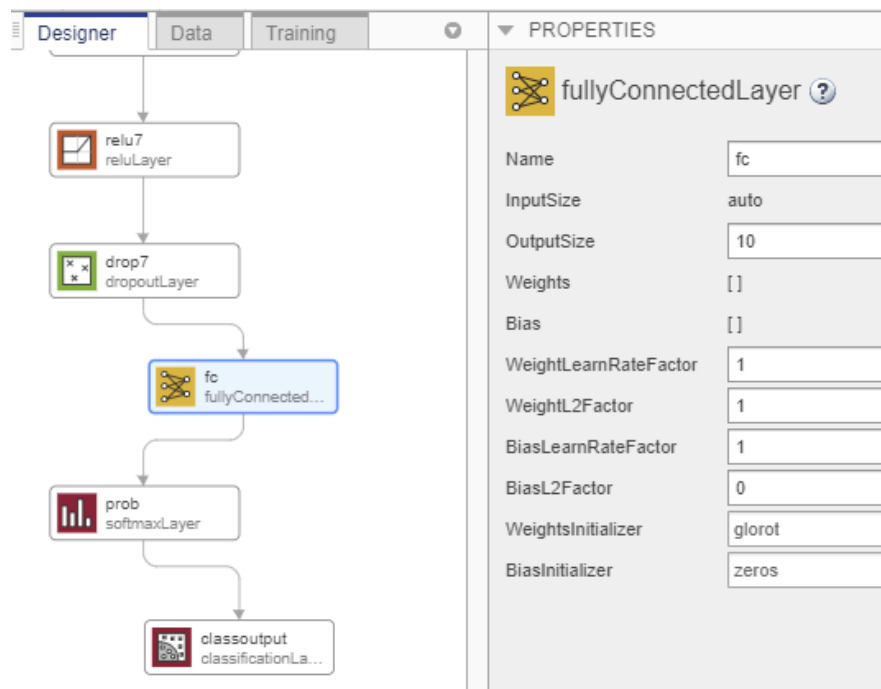 Designer
Data
Training
relu7
reluLayer
drop7
dropoutLayer
fc
fullyConnected...
prob
softmaxLayer
classoutput
classificationLa...
PROPERTIES
fullyConnectedLayer ?
Name fc
InputSize auto
OutputSize 10
Weights [ ]
Bias [ ]
WeightLearnRateFactor 1
WeightL2Factor 1
BiasLearnRateFactor 1
BiasL2Factor 0
WeightsInitializer glorot
BiasInitializer zeros